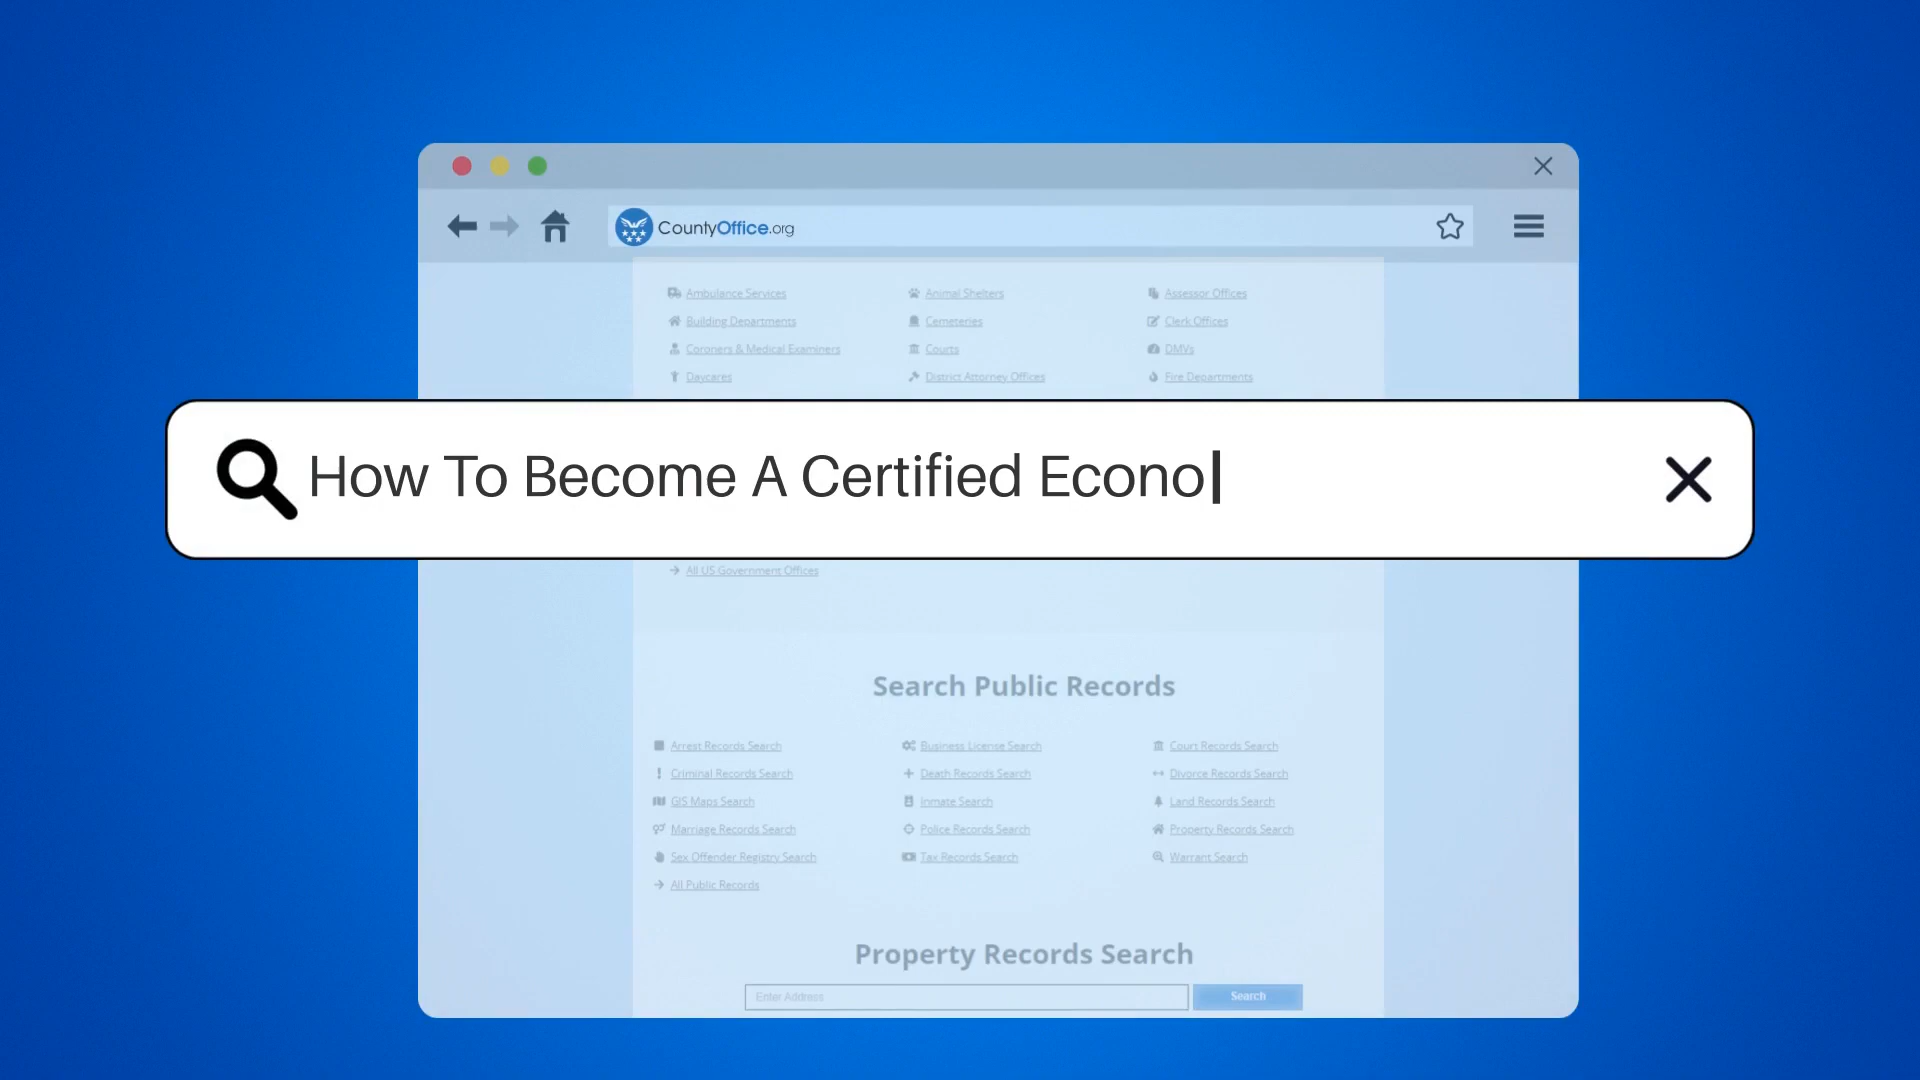 CountyOffice.org
Ambulance Services Animal Shelters Assessor Offices
Building Departments Cemeteries Clerk Offices
Coroners & Medical Examiners Courts DMVs
Daycares District Attorney Offices Fire Departments
How To Become A Certified Econo
All US Government Offices
Search Public Records
Arrest Records Search Business License Search Court Records Search
Criminal Records Search Death Records Search Divorce Records Search
GIS Maps Search Inmate Search Land Records Search
Marriage Records Search Police Records Search Property Records Search
Sex Offender Registry Search Tax Records Search Warrant Search
All Public Records
Property Records Search
Enter Address Search